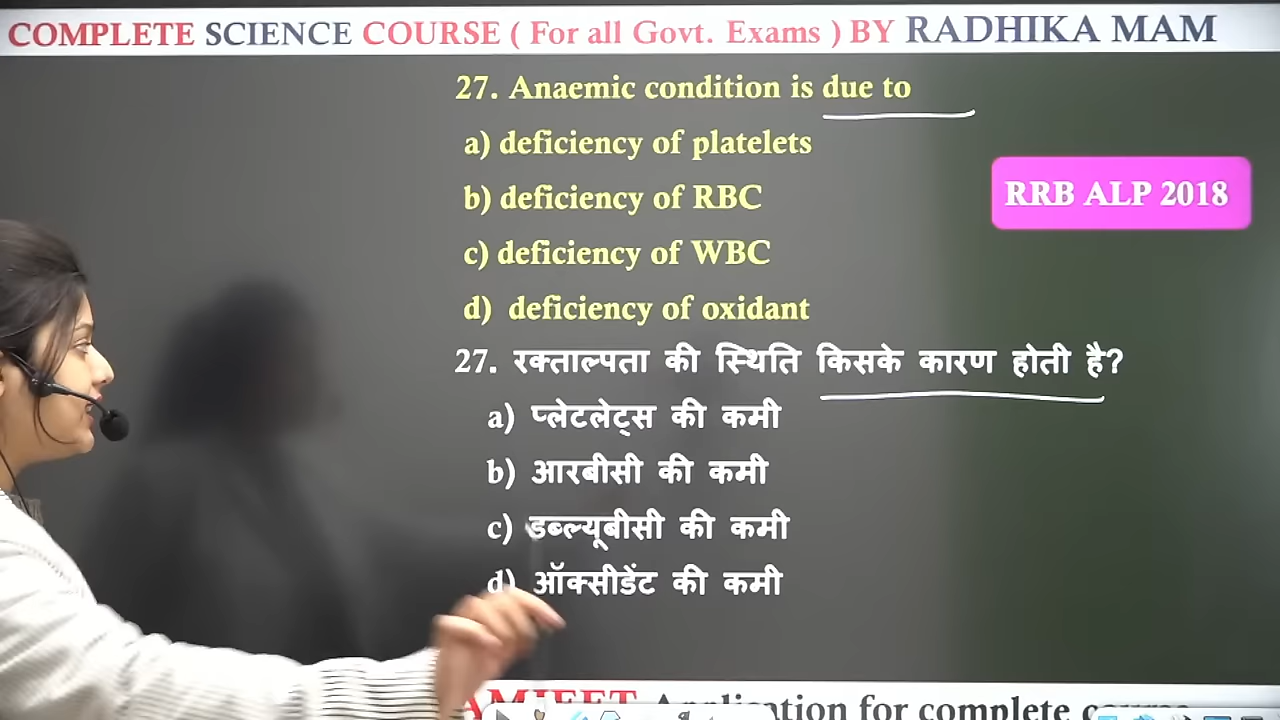 COMPLETE SCIENCE COURSE ( For all Govt. Exams ) BY RADHIKA MAM
27. Anaemic condition is due to
a) deficiency of platelets
b) deficiency of RBC
RRB ALP 2018
c) deficiency of WBC
d) deficiency of oxidant
27. रक्ताल्पता की स्थिति किसके कारण होती है?
a) प्लेटलेट्स की कमी
b) आरबीसी की कमी
c) डब्ल्यूबीसी की कमी
d) ऑक्सीडेंट की कमी
for complete